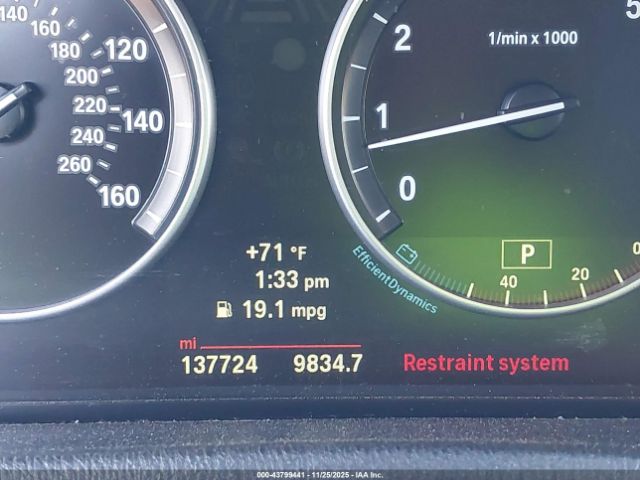 140
160
180
200
220
240
260
120
140
160
2
1
0
5
1/min x 1000
P
40
20
0
EfficientDynamics
+71 °F
1:33 pm
19.1 mpg
mi
137724 9834.7
Restraint system
000-43799441 - 11/25/2025 - IAA Inc.